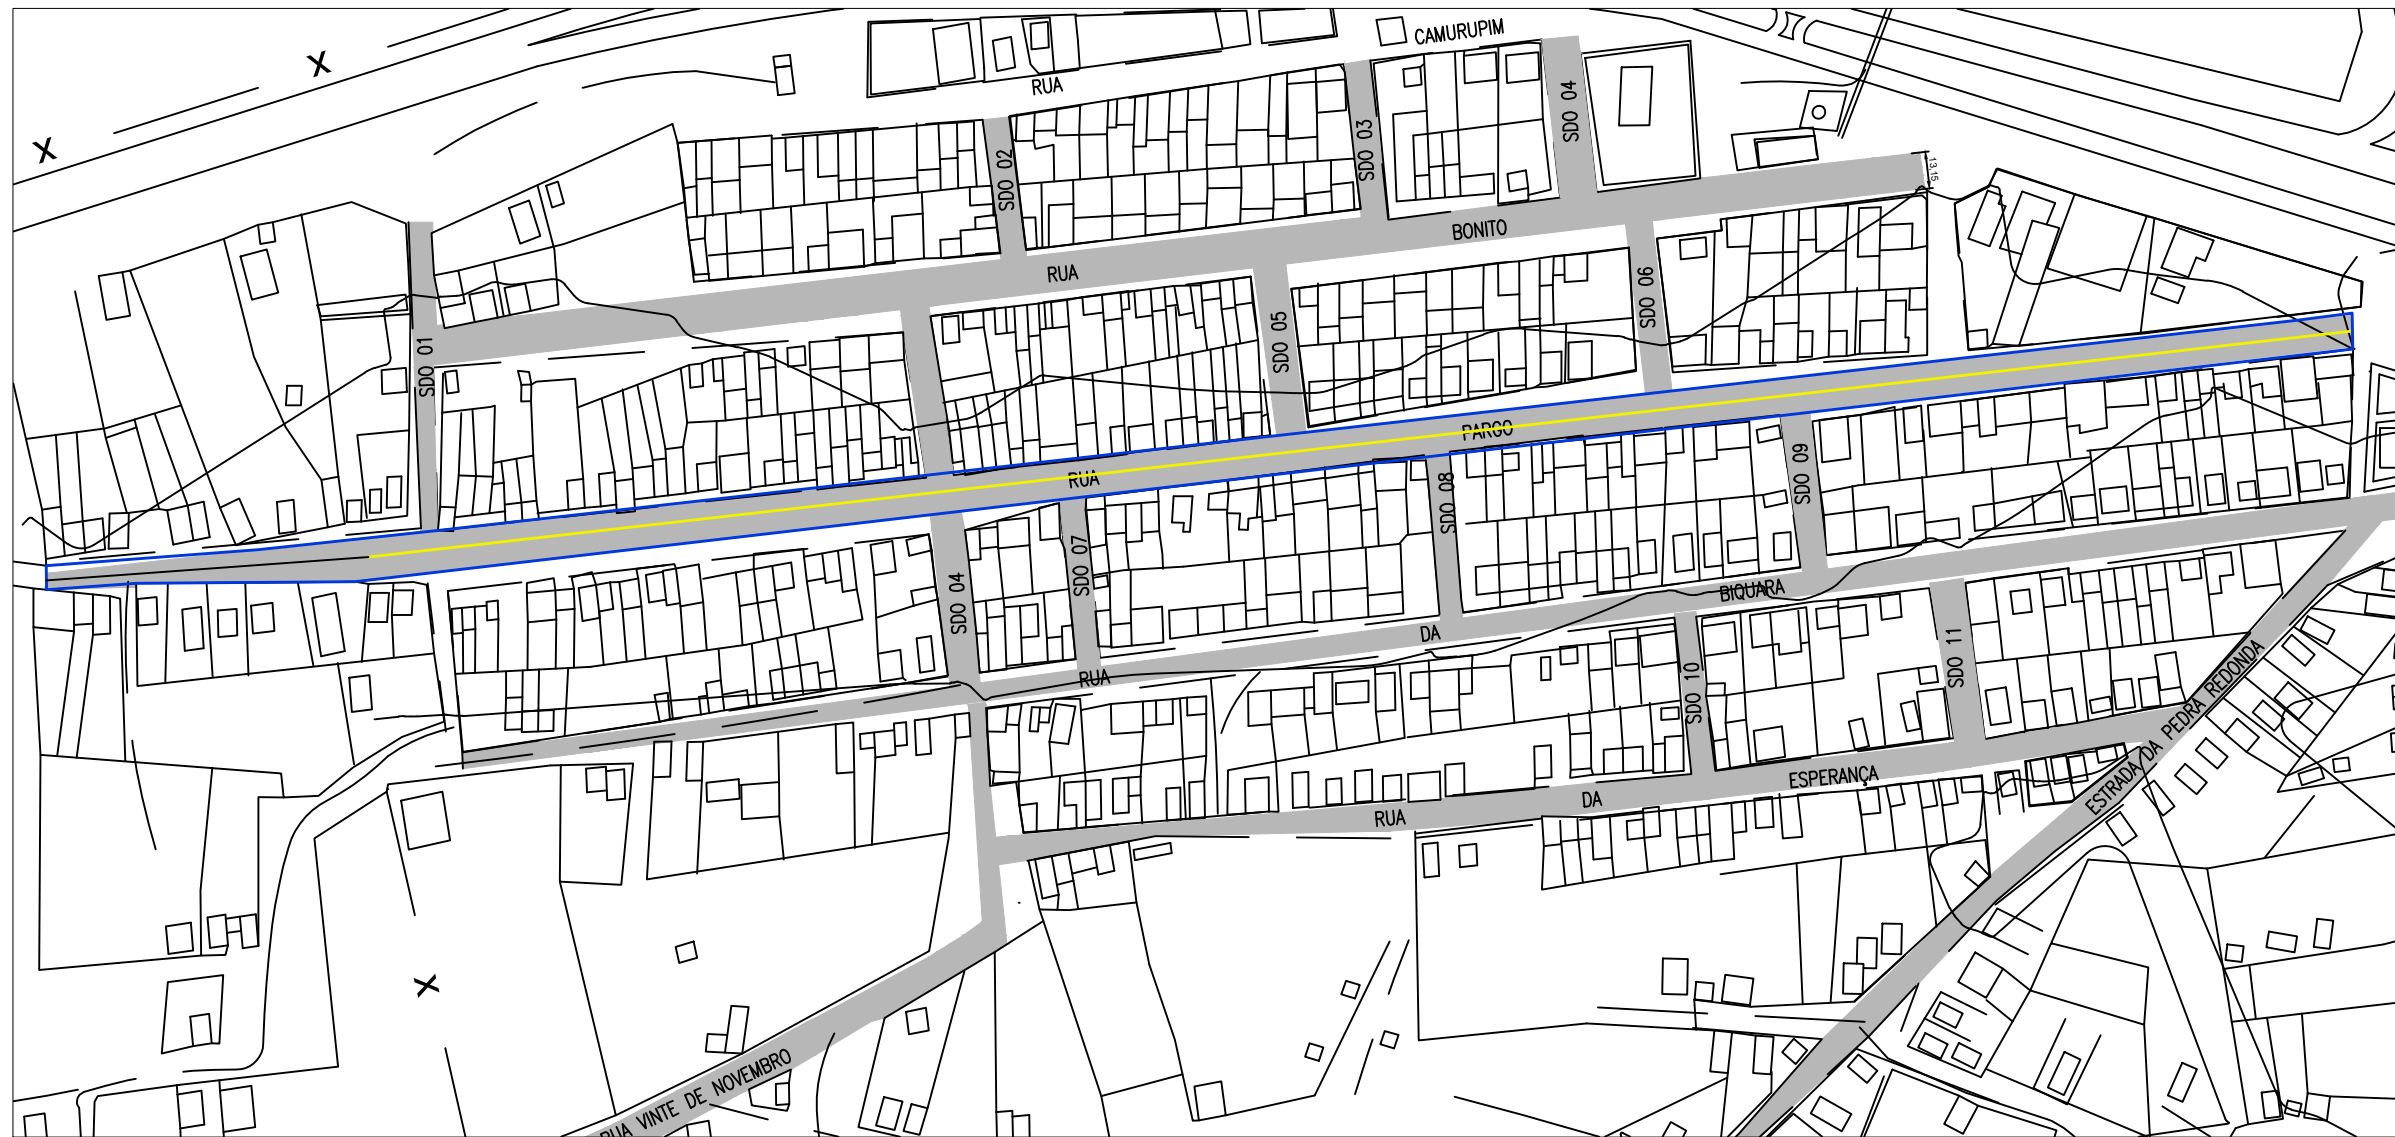 X
X
RUA CAMURUPIM
SDO 04
SDO 03
SDO 02
13,15
RUA BONITO
SDO 06
SDO 05
SDO 01
RUA PARGO
SDO 09
SDO 08
SDO 07
SDO 04
RUA DA BIQUARA
SDO 11
SDO 10
RUA DA ESPERANÇA
ESTRADA DA PEDRA REDONDA
X
RUA VINTE DE NOVEMBRO